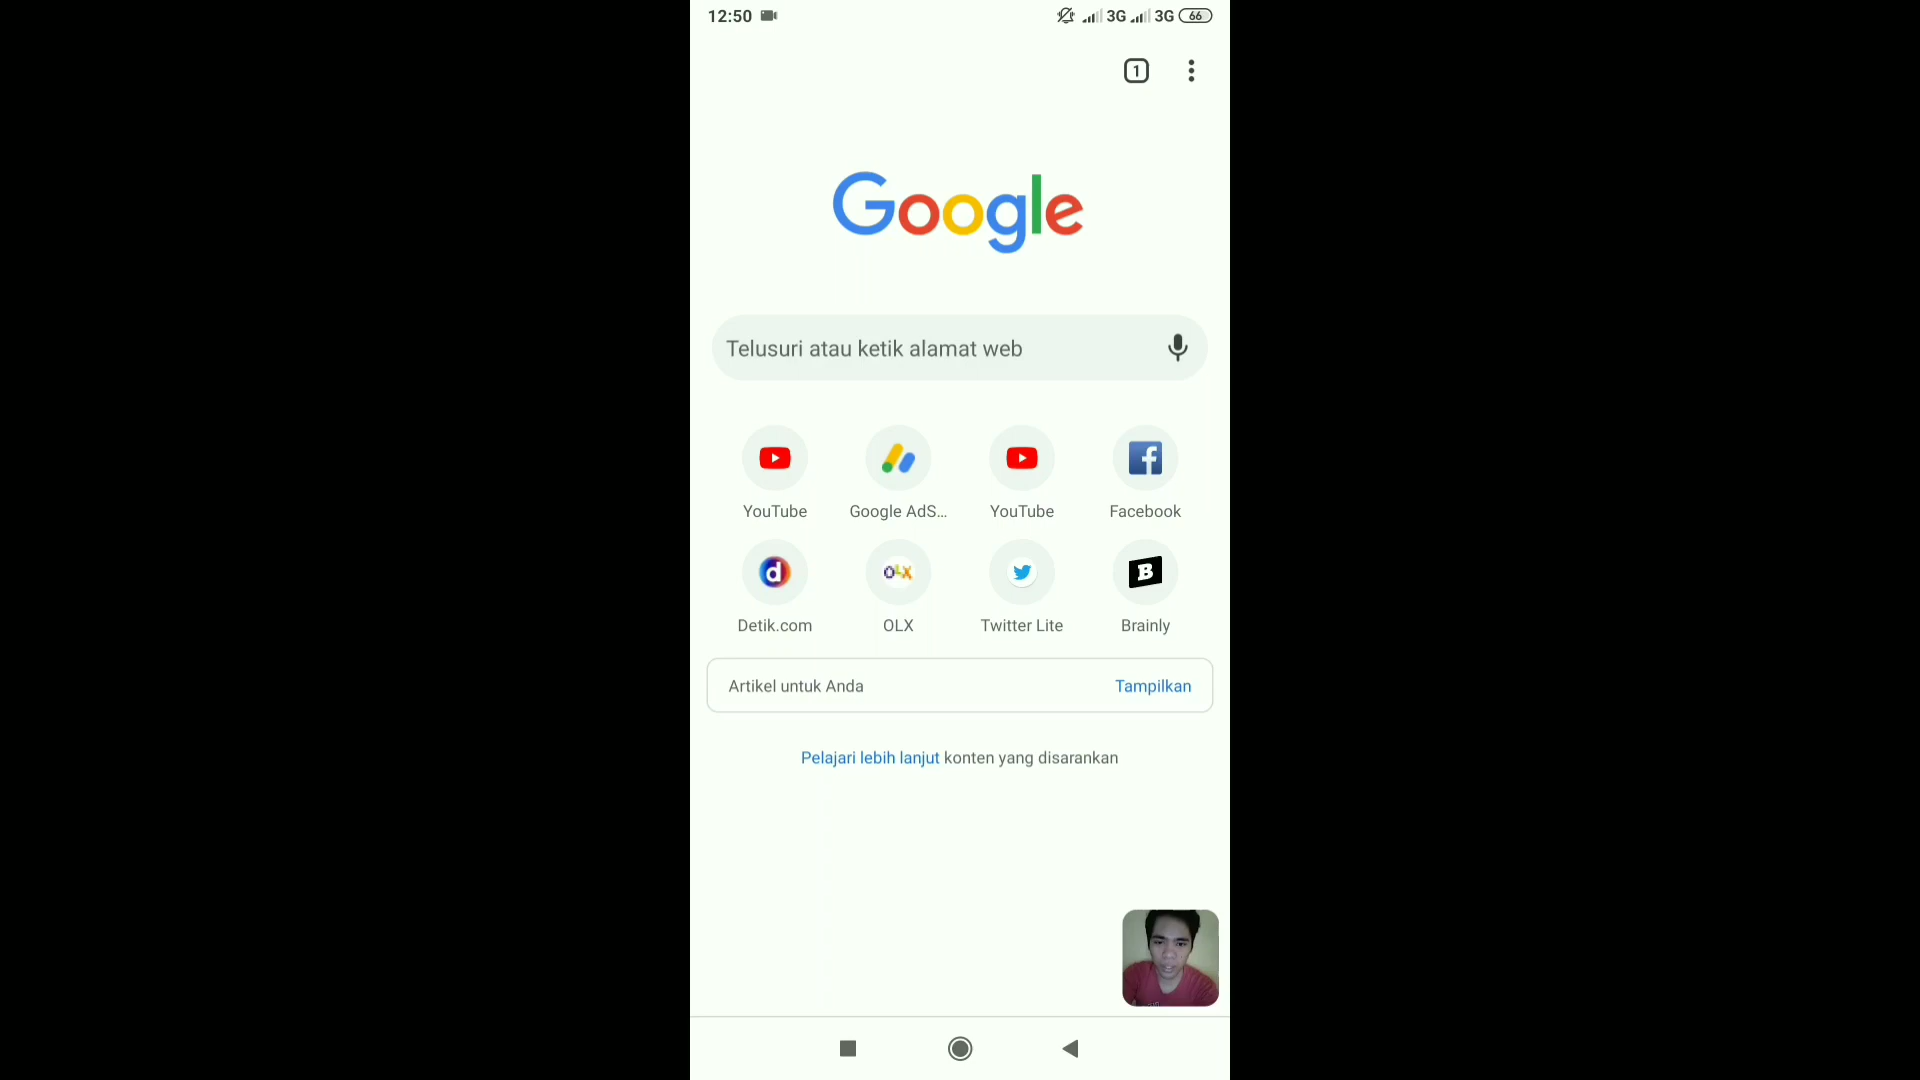 12:50 3G 3G 66
1
Google
Telusuri atau ketik alamat web
YouTube Google AdS... YouTube Facebook
Detik.com OLX Twitter Lite Brainly
Artikel untuk Anda Tampilkan
Pelajari lebih lanjut konten yang disarankan